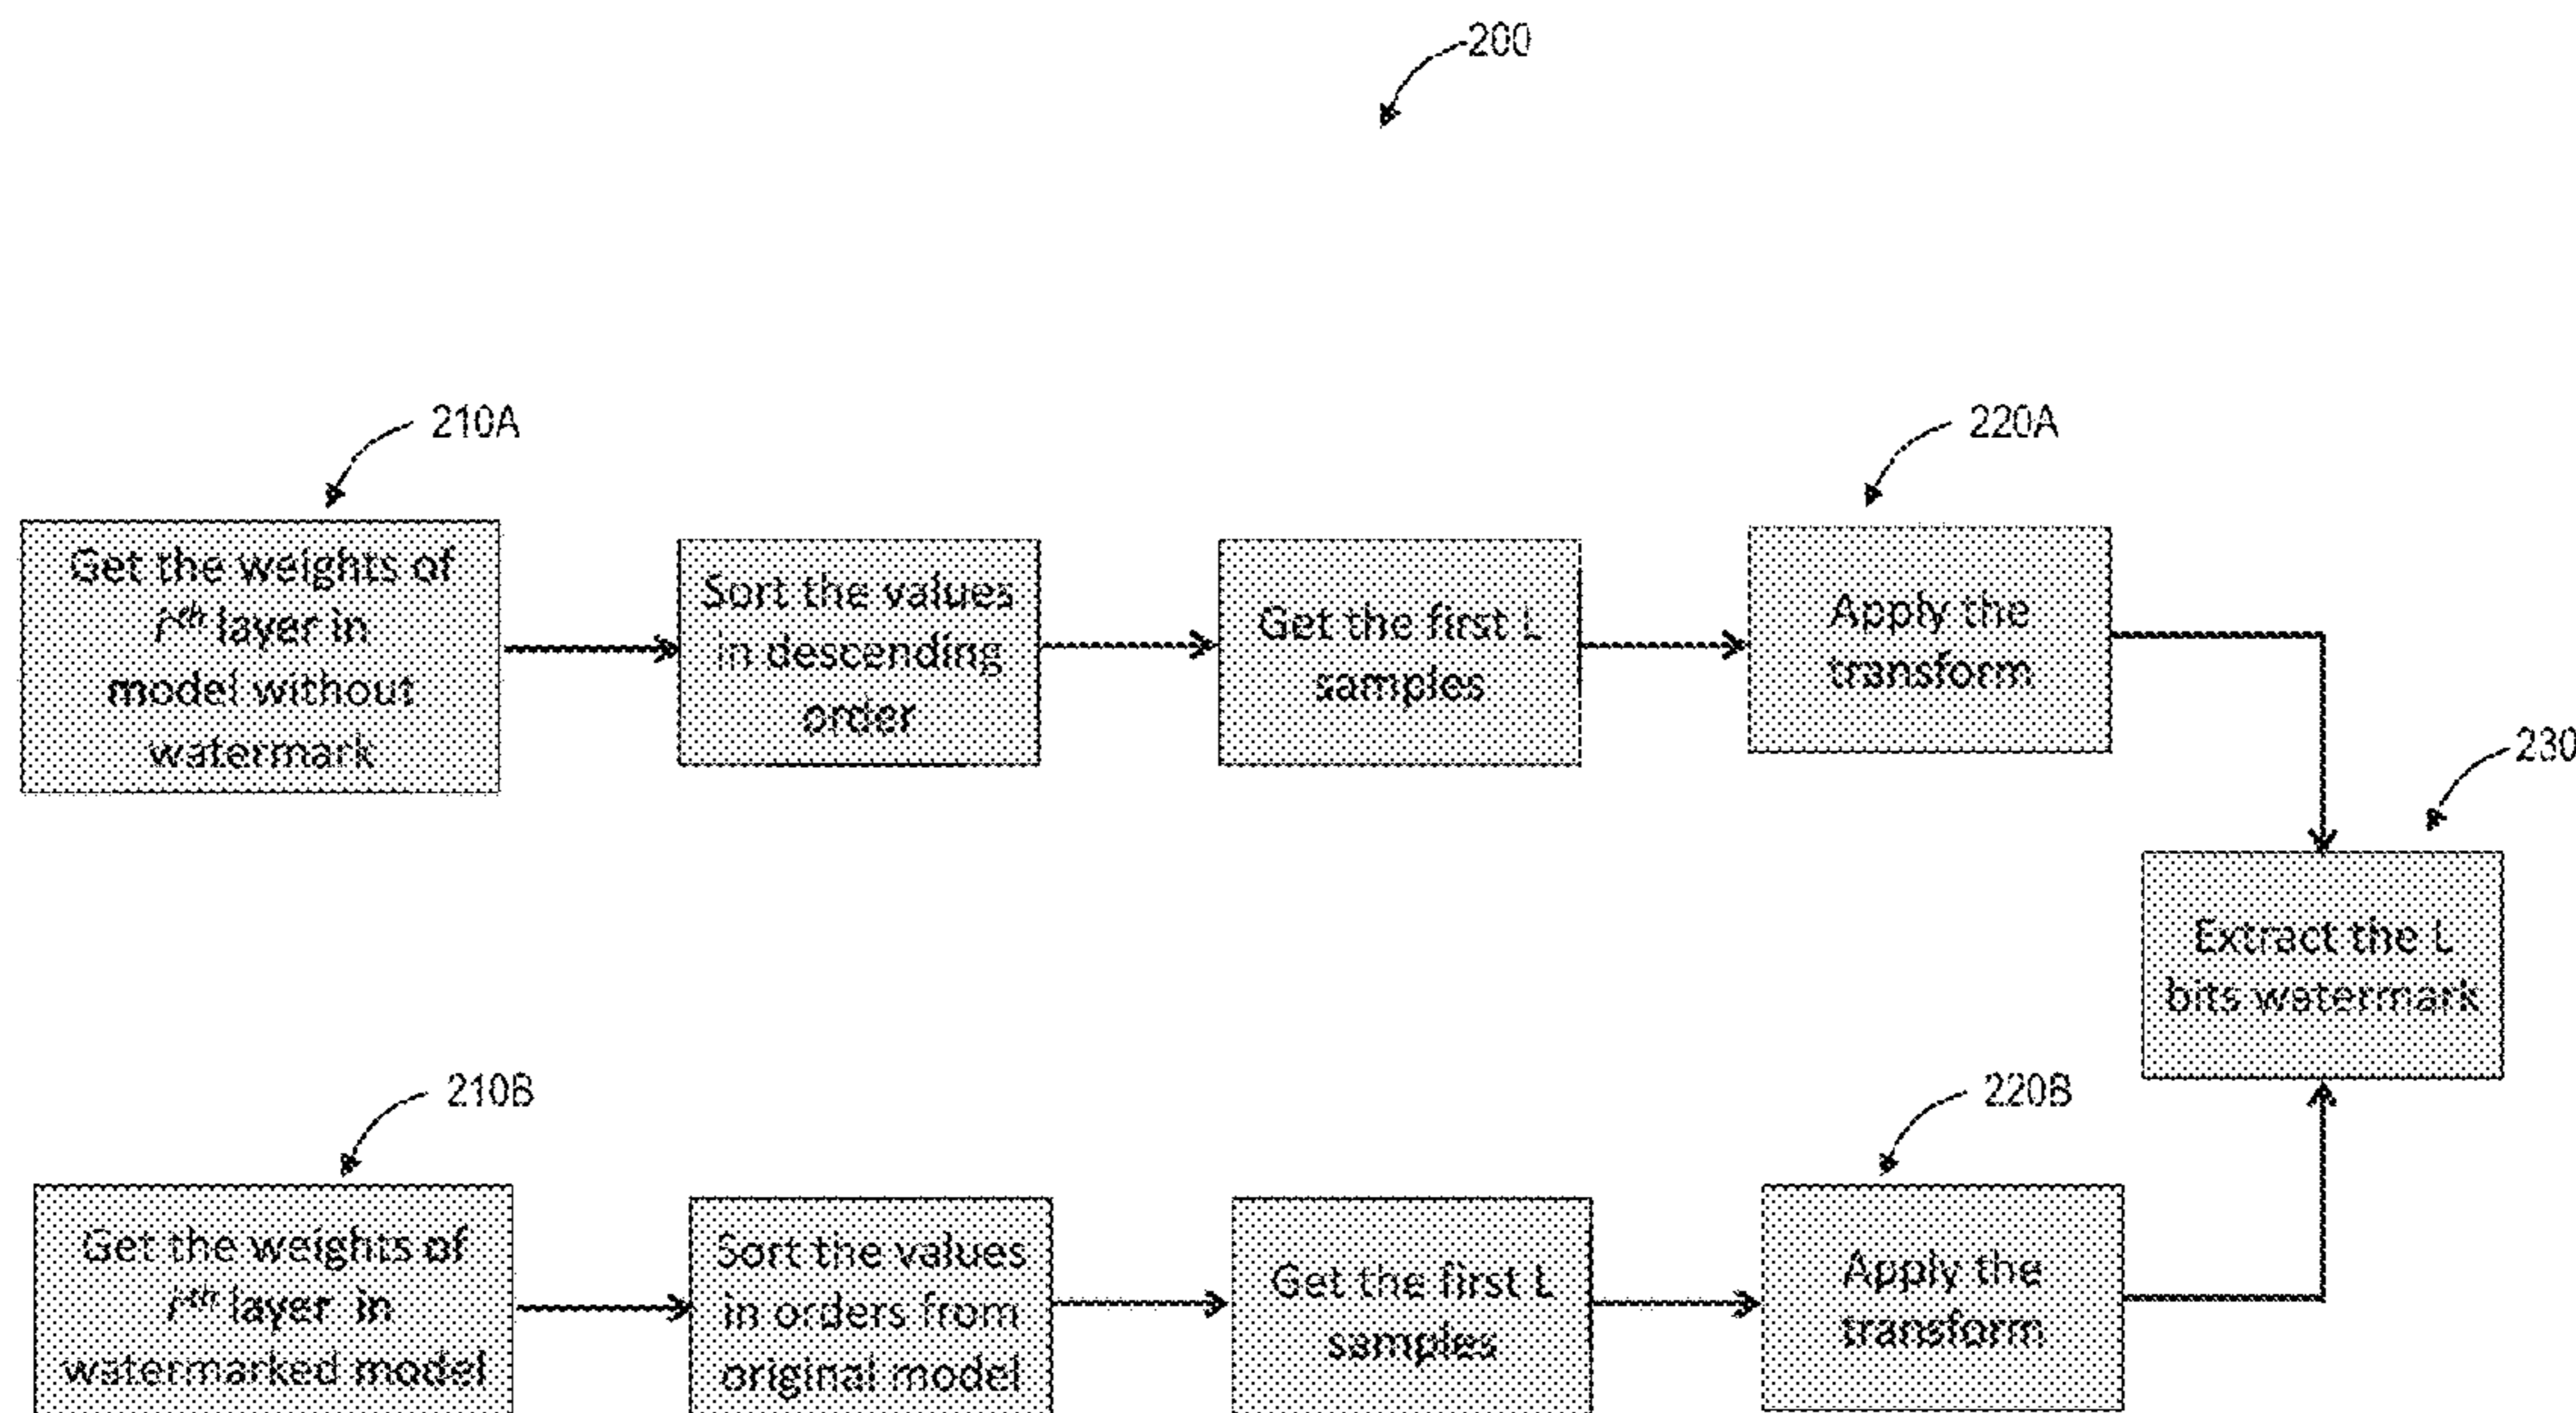 200
210A
220A
Get the weights of
iᵗʰ layer in
model without
watermark
Sort the values
in descending
order
Get the first L
samples
Apply the
transform
230
Extract the L
bits watermark
210B
220B
Get the weights of
iᵗʰ layer in
watermarked model
Sort the values
in orders from
original model
Get the first L
samples
Apply the
transform